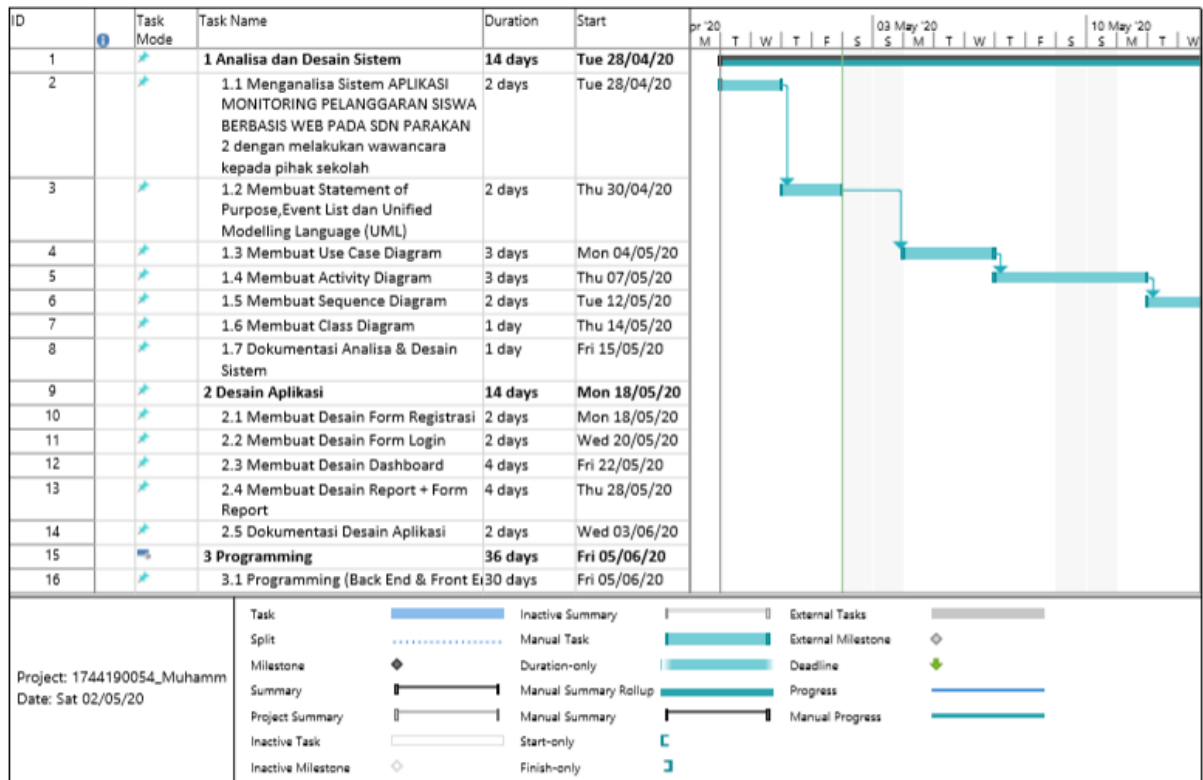 ID Task Mode Task Name Duration Start
pr '20 03 May '20 10 May '20
M T W T F S S M T W T F S S M T W
1 1 Analisa dan Desain Sistem 14 days Tue 28/04/20
2 1.1 Menganalisa Sistem APLIKASI 2 days Tue 28/04/20
MONITORING PELANGGARAN SISWA
BERBASIS WEB PADA SDN PARAKAN
2 dengan melakukan wawancara
kepada pihak sekolah
3 1.2 Membuat Statement of 2 days Thu 30/04/20
Purpose,Event List dan Unified
Modelling Language (UML)
4 1.3 Membuat Use Case Diagram 3 days Mon 04/05/20
5 1.4 Membuat Activity Diagram 3 days Thu 07/05/20
6 1.5 Membuat Sequence Diagram 2 days Tue 12/05/20
7 1.6 Membuat Class Diagram 1 day Thu 14/05/20
8 1.7 Dokumentasi Analisa & Desain 1 day Fri 15/05/20
Sistem
9 2 Desain Aplikasi 14 days Mon 18/05/20
10 2.1 Membuat Desain Form Registrasi 2 days Mon 18/05/20
11 2.2 Membuat Desain Form Login 2 days Wed 20/05/20
12 2.3 Membuat Desain Dashboard 4 days Fri 22/05/20
13 2.4 Membuat Desain Report + Form 4 days Thu 28/05/20
Report
14 2.5 Dokumentasi Desain Aplikasi 2 days Wed 03/06/20
15 3 Programming 36 days Fri 05/06/20
16 3.1 Programming (Back End & Front E 30 days Fri 05/06/20
Project: 1744190054_Muhamm
Date: Sat 02/05/20
Task
Split
Milestone
Summary
Project Summary
Inactive Task
Inactive Milestone
Inactive Summary
Manual Task
Duration-only
Manual Summary Rollup
Manual Summary
Start-only
Finish-only
External Tasks
External Milestone
Deadline
Progress
Manual Progress